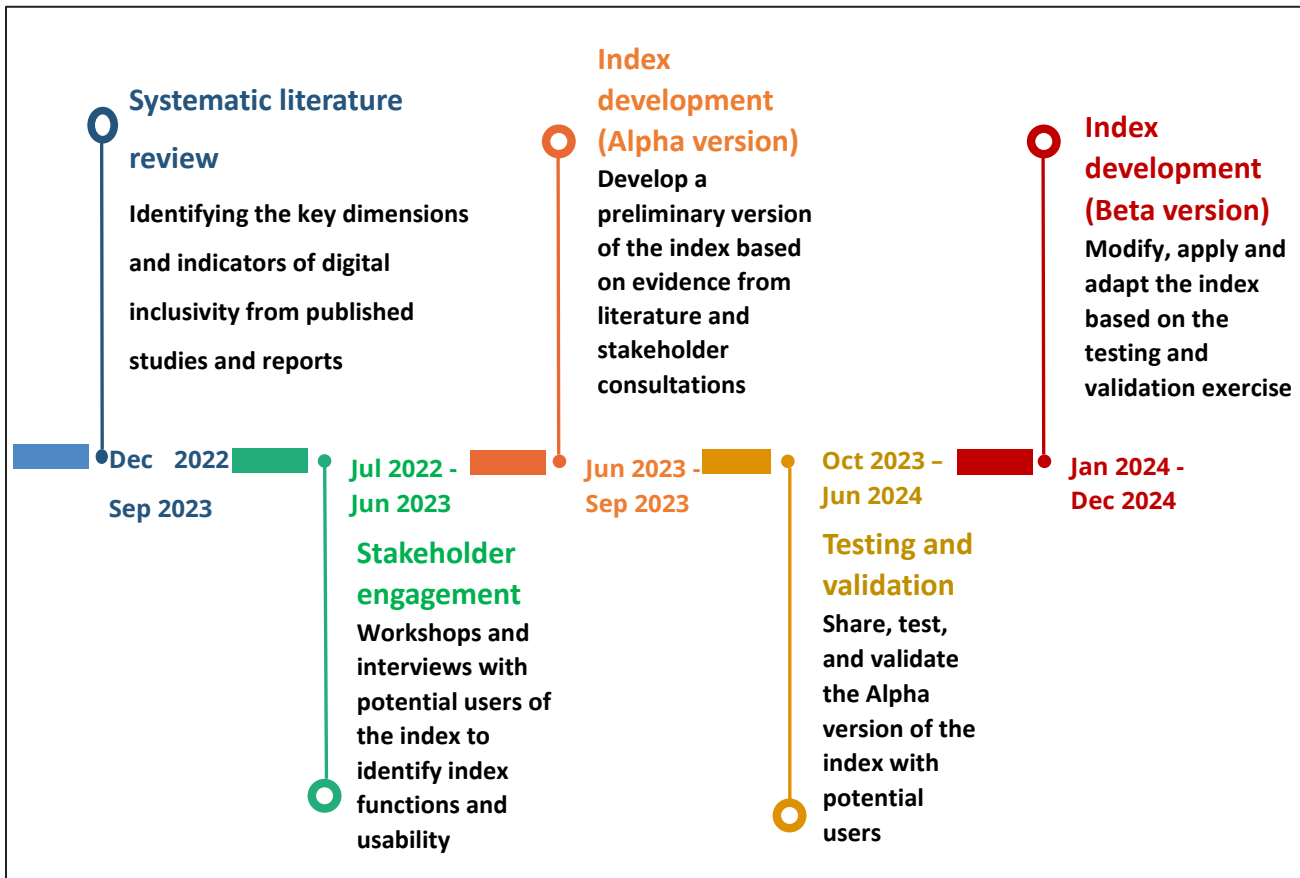 Systematic literature
review
Identifying the key dimensions
and indicators of digital
inclusivity from published
studies and reports
Dec 2022
Sep 2023
Jul 2022 -
Jun 2023
Stakeholder
engagement
Workshops and
interviews with
potential users of
the index to
identify index
functions and
usability
Index
development
(Alpha version)
Develop a
preliminary version
of the index based
on evidence from
literature and
stakeholder
consultations
Jun 2023 -
Sep 2023
Oct 2023 –
Jun 2024
Testing and
validation
Share, test,
and validate
the Alpha
version of the
index with
potential
users
Index
development
(Beta version)
Modify, apply and
adapt the index
based on the
testing and
validation exercise
Jan 2024 -
Dec 2024